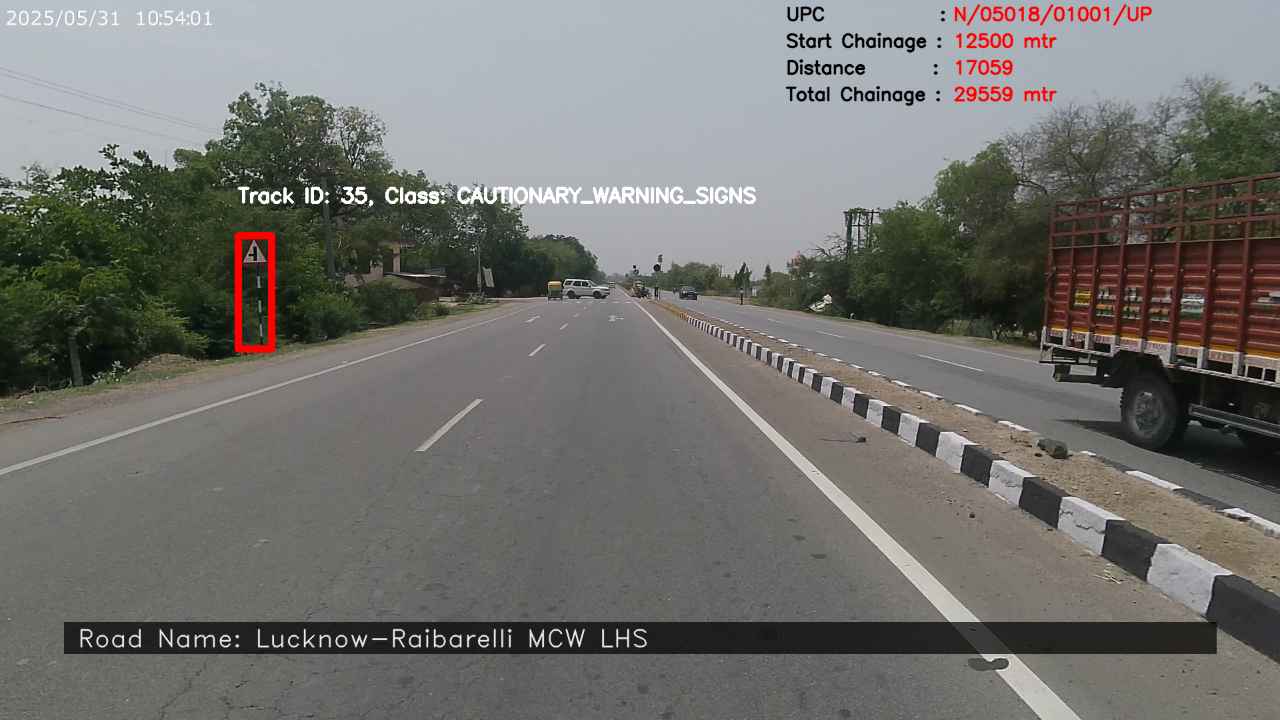 2025/05/31 10:54:01
UPC : N/05018/01001/UP
Start Chainage : 12500 mtr
Distance : 17059
Total Chainage : 29559 mtr
Track ID: 35, Class: CAUTIONARY_WARNING_SIGNS
Road Name: Lucknow-Raibarelli MCW LHS